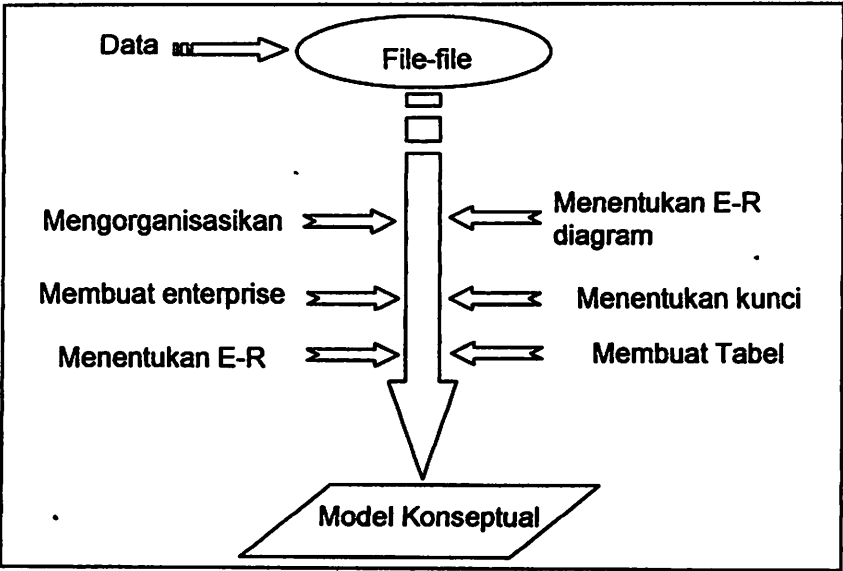 Data
File-file
Mengorganisasikan
Menentukan E-R
diagram
Membuat enterprise
Menentukan kunci
Menentukan E-R
Membuat Tabel
Model Konseptual